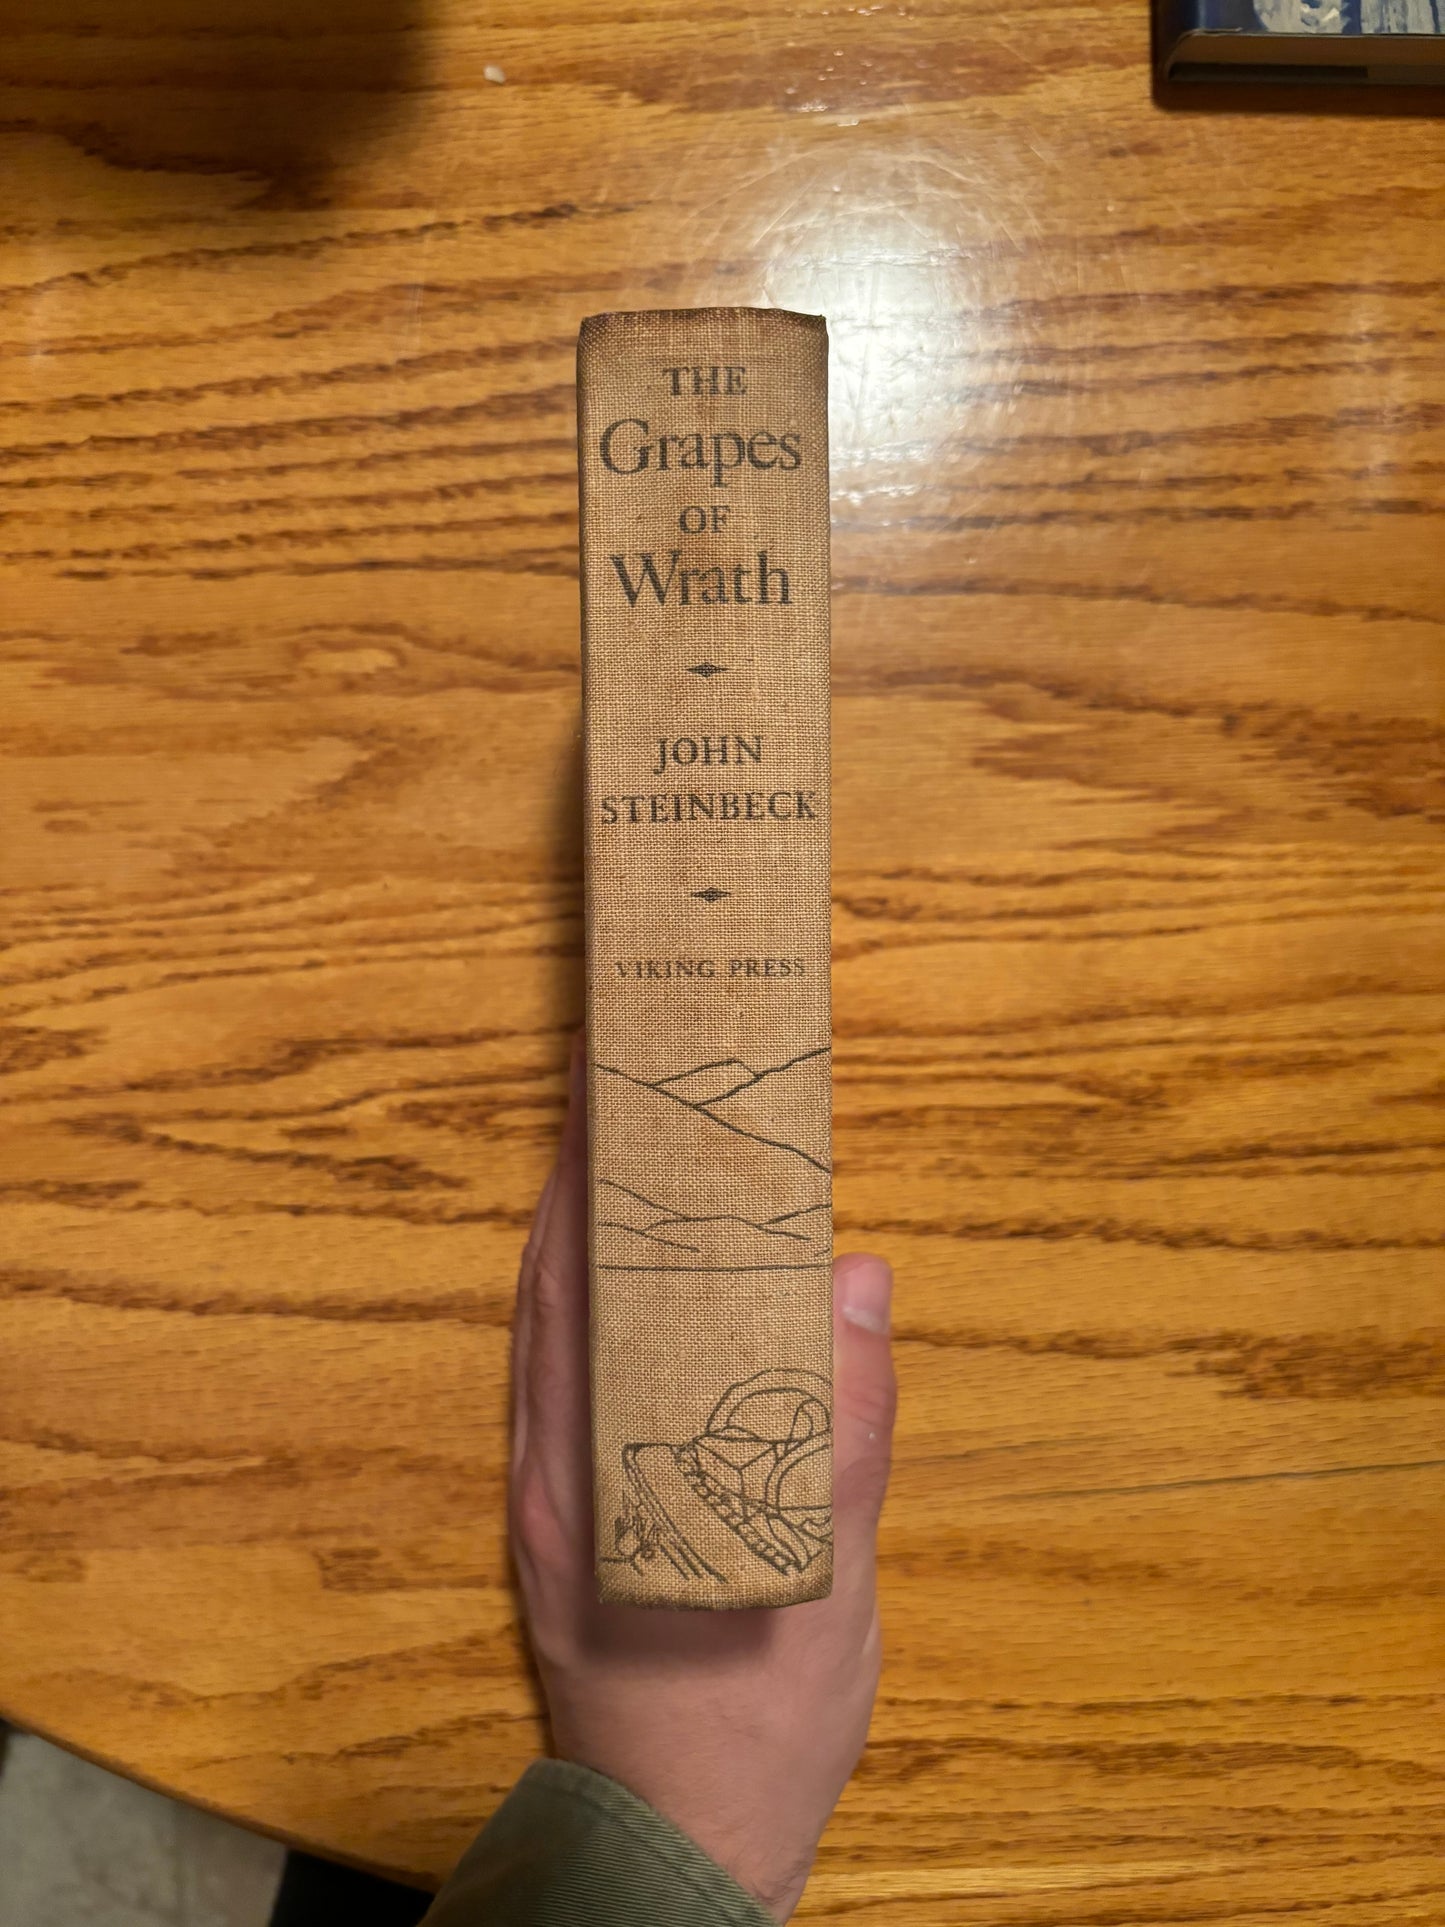 THE
Grapes
OF
Wrath
JOHN
STEINBECK
VIKING PRESS